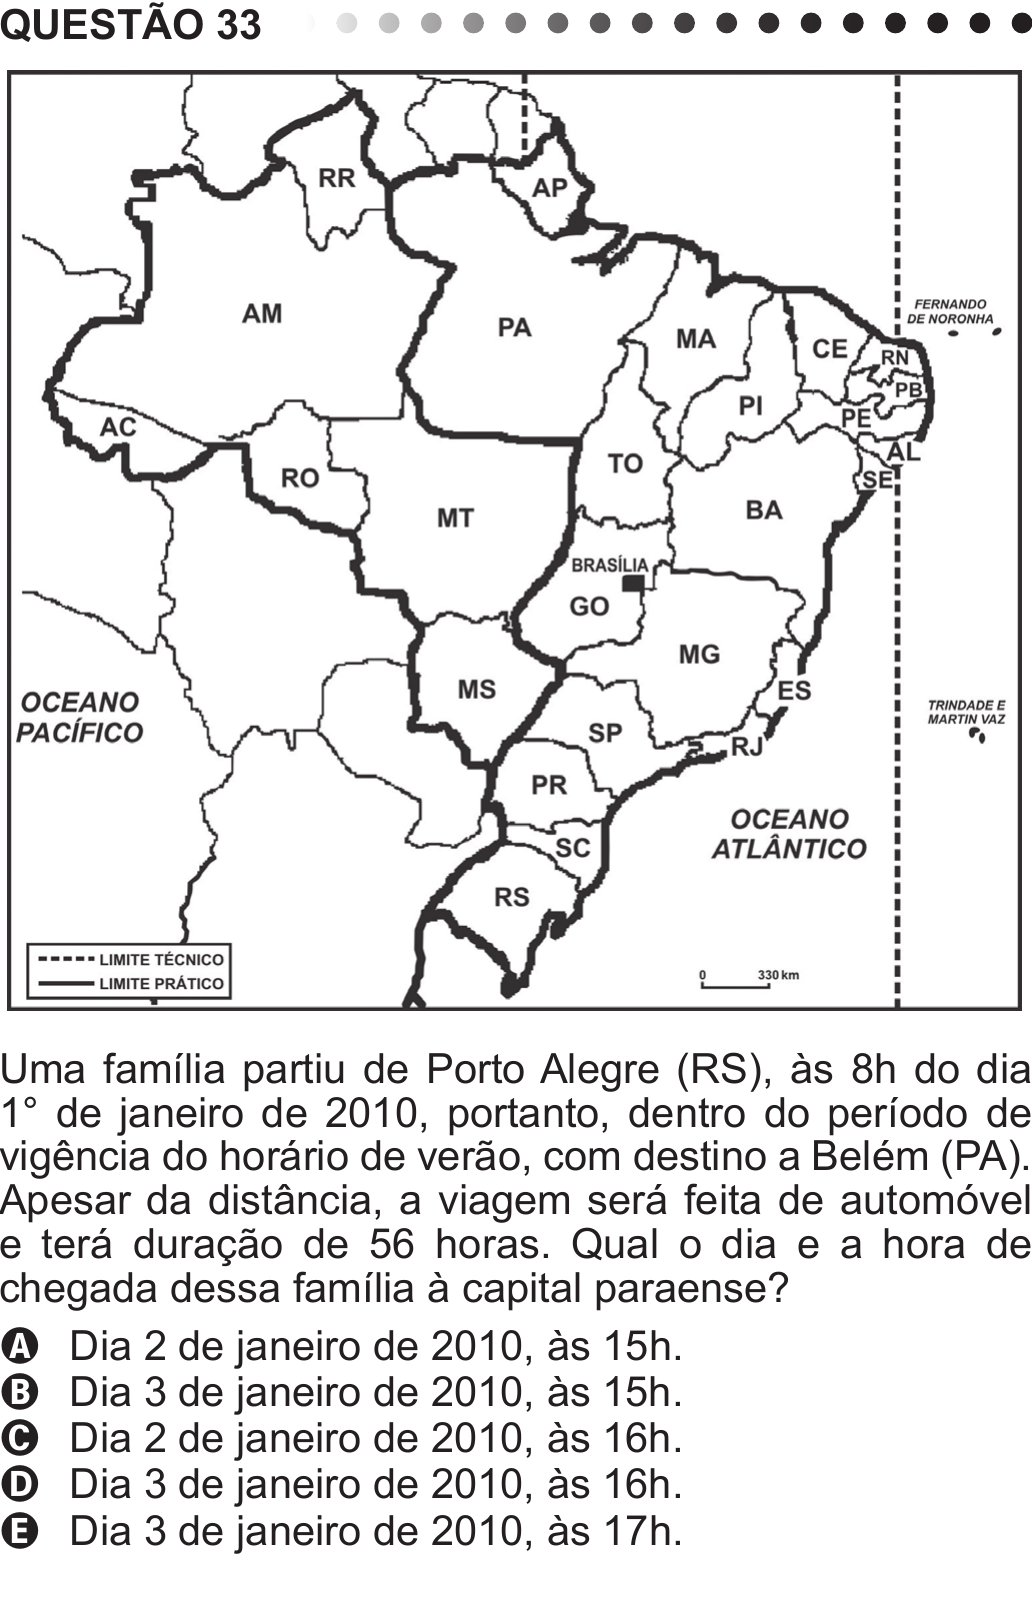 QUESTÃO 33
RR
AP
AM
PA
FERNANDO
DE NORONHA
MA
CE
RN
PB
PI
PE
AC
AL
TO
SE
RO
BA
MT
BRASÍLIA
GO
MG
MS
ES
OCEANO
PACÍFICO
TRINDADE E
MARTIN VAZ
SP
RJ
PR
OCEANO
ATLÂNTICO
SC
RS
LIMITE TÉCNICO
LIMITE PRÁTICO
0 330 km
Uma família partiu de Porto Alegre (RS), às 8h do dia
1° de janeiro de 2010, portanto, dentro do período de
vigência do horário de verão, com destino a Belém (PA).
Apesar da distância, a viagem será feita de automóvel
e terá duração de 56 horas. Qual o dia e a hora de
chegada dessa família à capital paraense?
A Dia 2 de janeiro de 2010, às 15h.
B Dia 3 de janeiro de 2010, às 15h.
C Dia 2 de janeiro de 2010, às 16h.
D Dia 3 de janeiro de 2010, às 16h.
E Dia 3 de janeiro de 2010, às 17h.